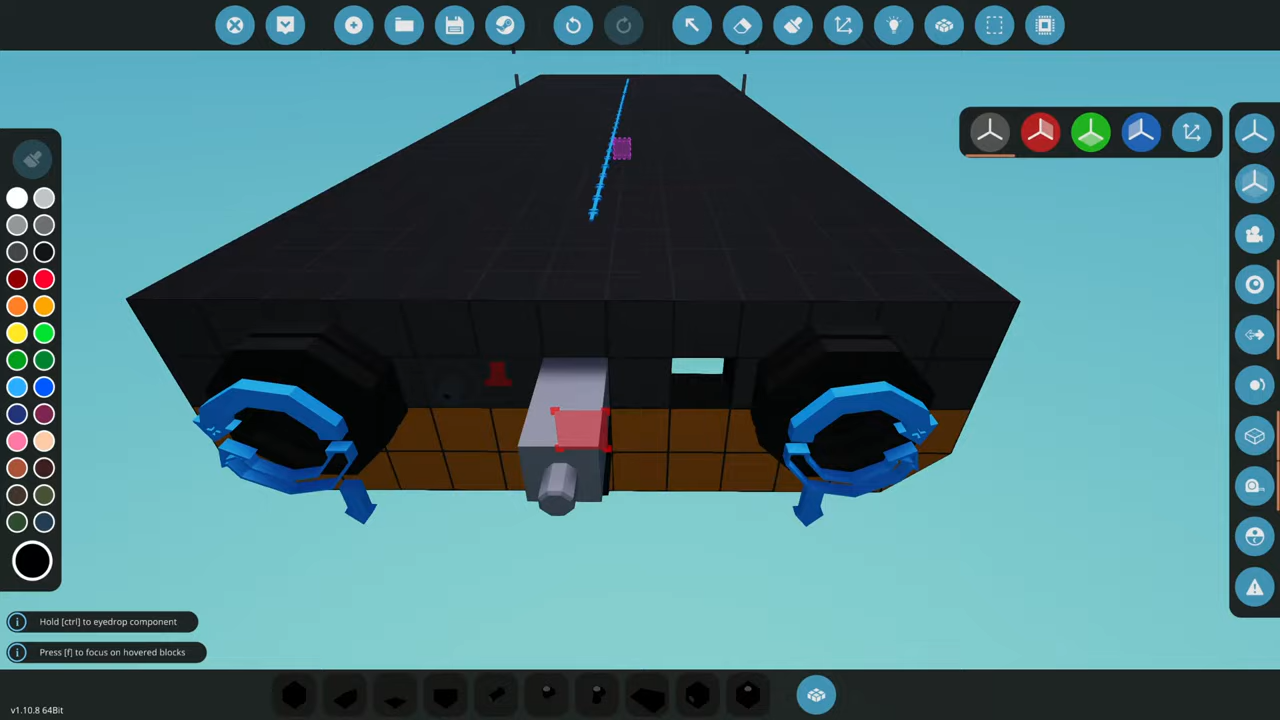 Hold [ctrl] to eyedrop component
Press [f] to focus on hovered blocks
v1.10.8 64Bit